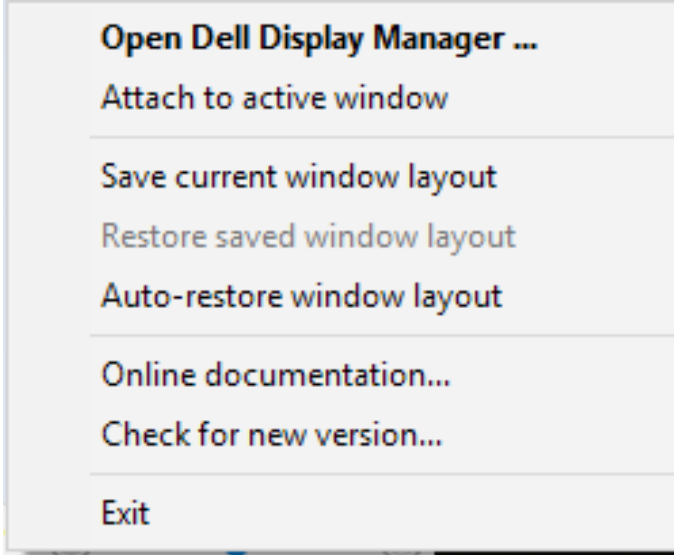 Open Dell Display Manager ...
Attach to active window
Save current window layout
Restore saved window layout
Auto-restore window layout
Online documentation...
Check for new version...
Exit